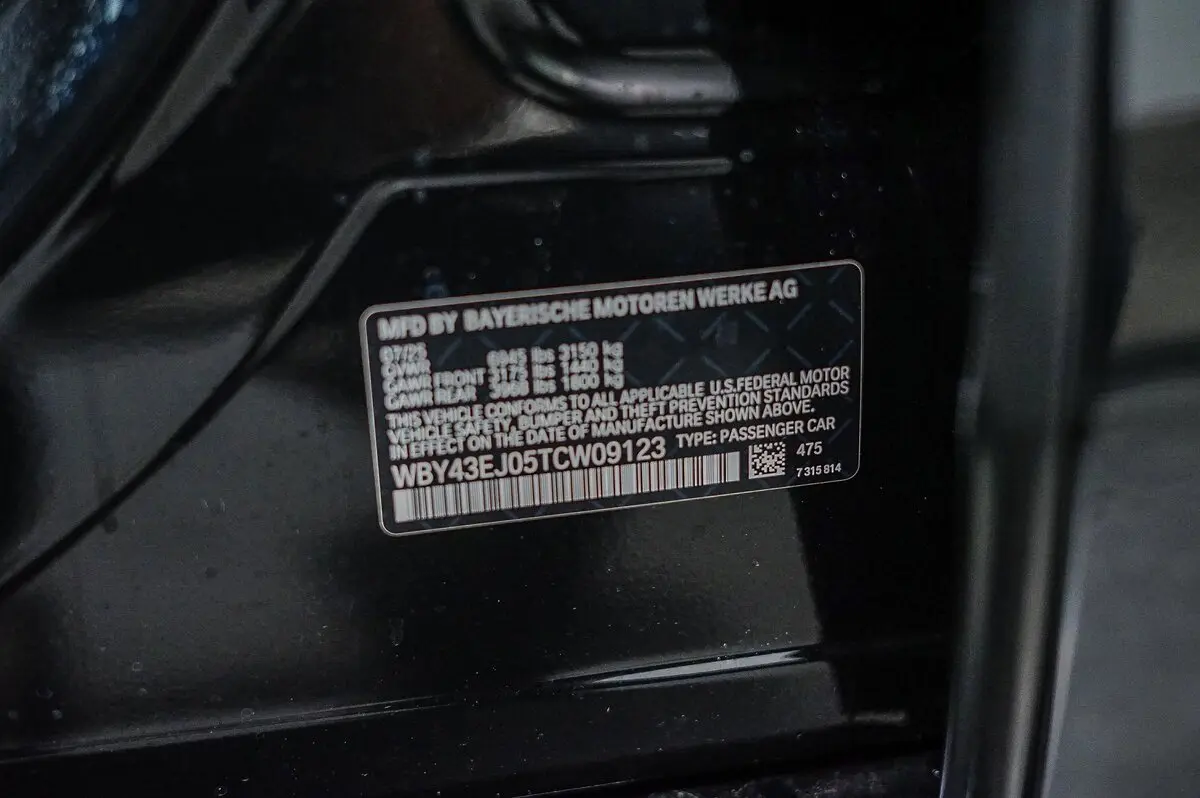 MFD BY BAYERISCHE MOTOREN WERKE AG
07/25
GVWR 6945 lbs 3150 kg
GAWR FRONT 3175 lbs 1440 kg
GAWR REAR 3968 lbs 1800 kg
THIS VEHICLE CONFORMS TO ALL APPLICABLE U.S.FEDERAL MOTOR
VEHICLE SAFETY, BUMPER AND THEFT PREVENTION STANDARDS
IN EFFECT ON THE DATE OF MANUFACTURE SHOWN ABOVE.
WBY43EJ05TCW09123 TYPE: PASSENGER CAR
475
7 315 814